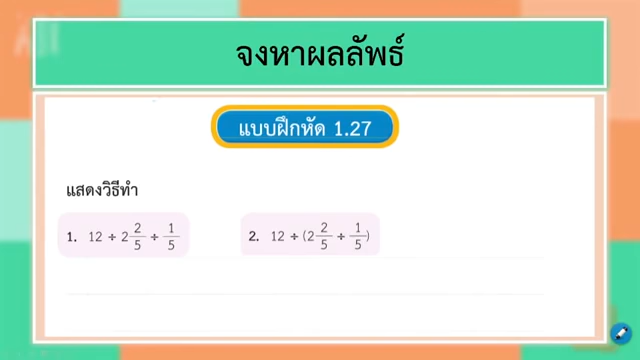 จงหาผลลัพธ์
แบบฝึกหัด 1.27
แสดงวิธีทำ
1. 12 ÷ 2 2/5 ÷ 1/5
2. 12 ÷ (2 2/5 ÷ 1/5)